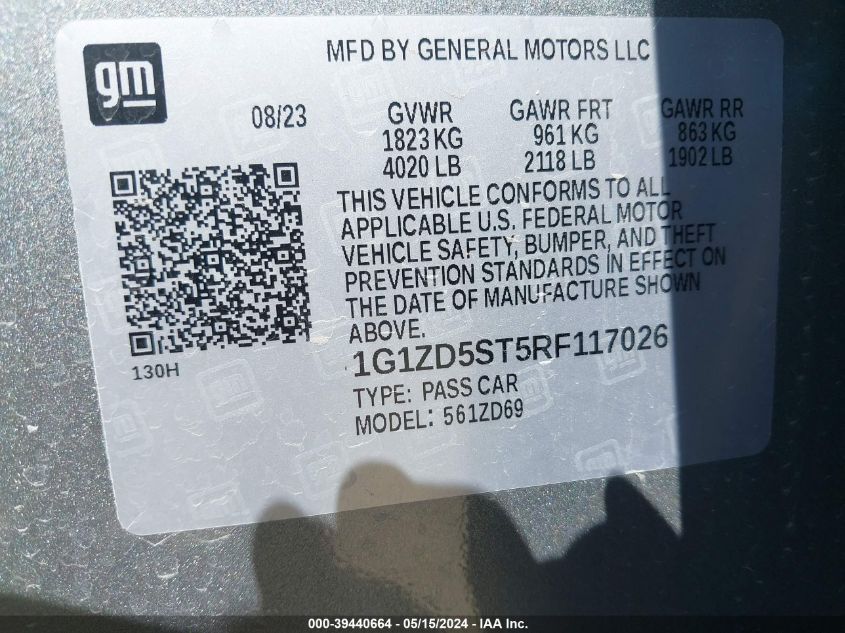 MFD BY GENERAL MOTORS LLC
gm
08/23
GVWR GAWR FRT GAWR RR
1823 KG 961 KG 863 KG
4020 LB 2118 LB 1902 LB
THIS VEHICLE CONFORMS TO ALL
APPLICABLE U.S. FEDERAL MOTOR
VEHICLE SAFETY, BUMPER, AND THEFT
PREVENTION STANDARDS IN EFFECT ON
THE DATE OF MANUFACTURE SHOWN
ABOVE.
130H
1G1ZD5ST5RF117026
TYPE: PASS CAR
MODEL: 561ZD69
000-39440664 - 05/15/2024 - IAA Inc.